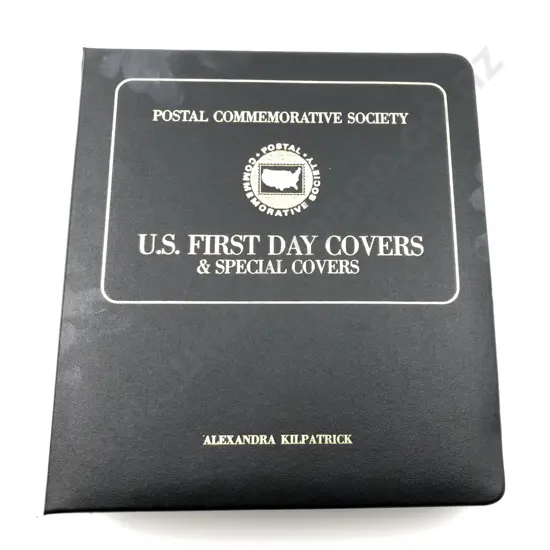 POSTAL COMMEMORATIVE SOCIETY
• POSTAL •
COMMEMORATIVE SOCIETY
U.S. FIRST DAY COVERS
& SPECIAL COVERS
ALEXANDRA KILPATRICK